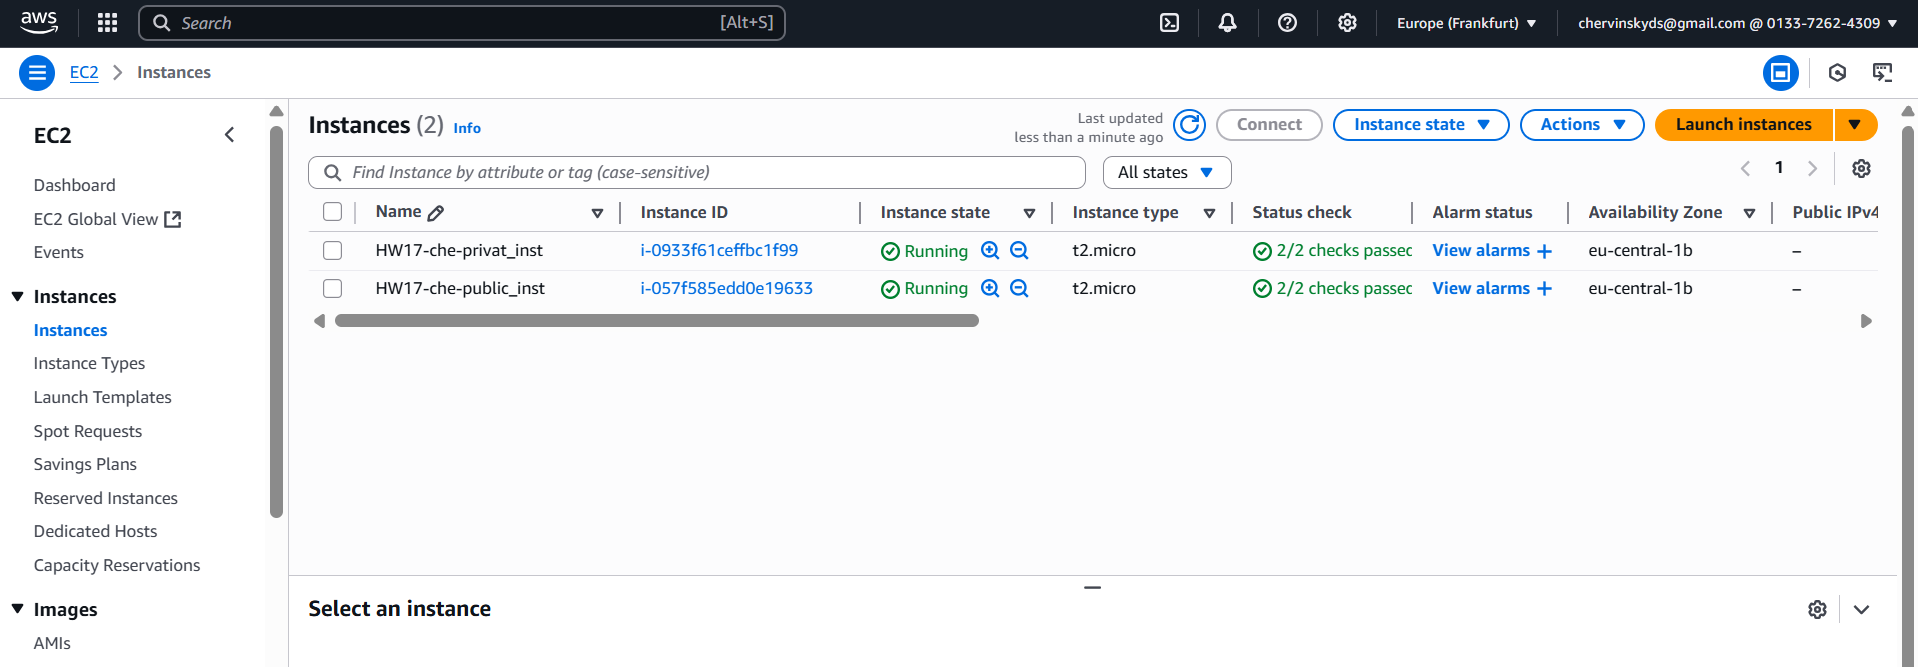 aws
Search [Alt+S]
Europe (Frankfurt)
chervinskyds@gmail.com @ 0133-7262-4309
EC2 Instances
EC2
Dashboard
EC2 Global View
Events
Instances
Instances
Instance Types
Launch Templates
Spot Requests
Savings Plans
Reserved Instances
Dedicated Hosts
Capacity Reservations
Images
AMIs
Instances (2) Info
Last updated
less than a minute ago
Connect
Instance state
Actions
Launch instances
Find Instance by attribute or tag (case-sensitive)
All states
1
Name Instance ID Instance state Instance type Status check Alarm status Availability Zone Public IPv4
HW17-che-privat_inst i-0933f61ceffbc1f99 Running t2.micro 2/2 checks passed View alarms + eu-central-1b –
HW17-che-public_inst i-057f585edd0e19633 Running t2.micro 2/2 checks passed View alarms + eu-central-1b –
Select an instance